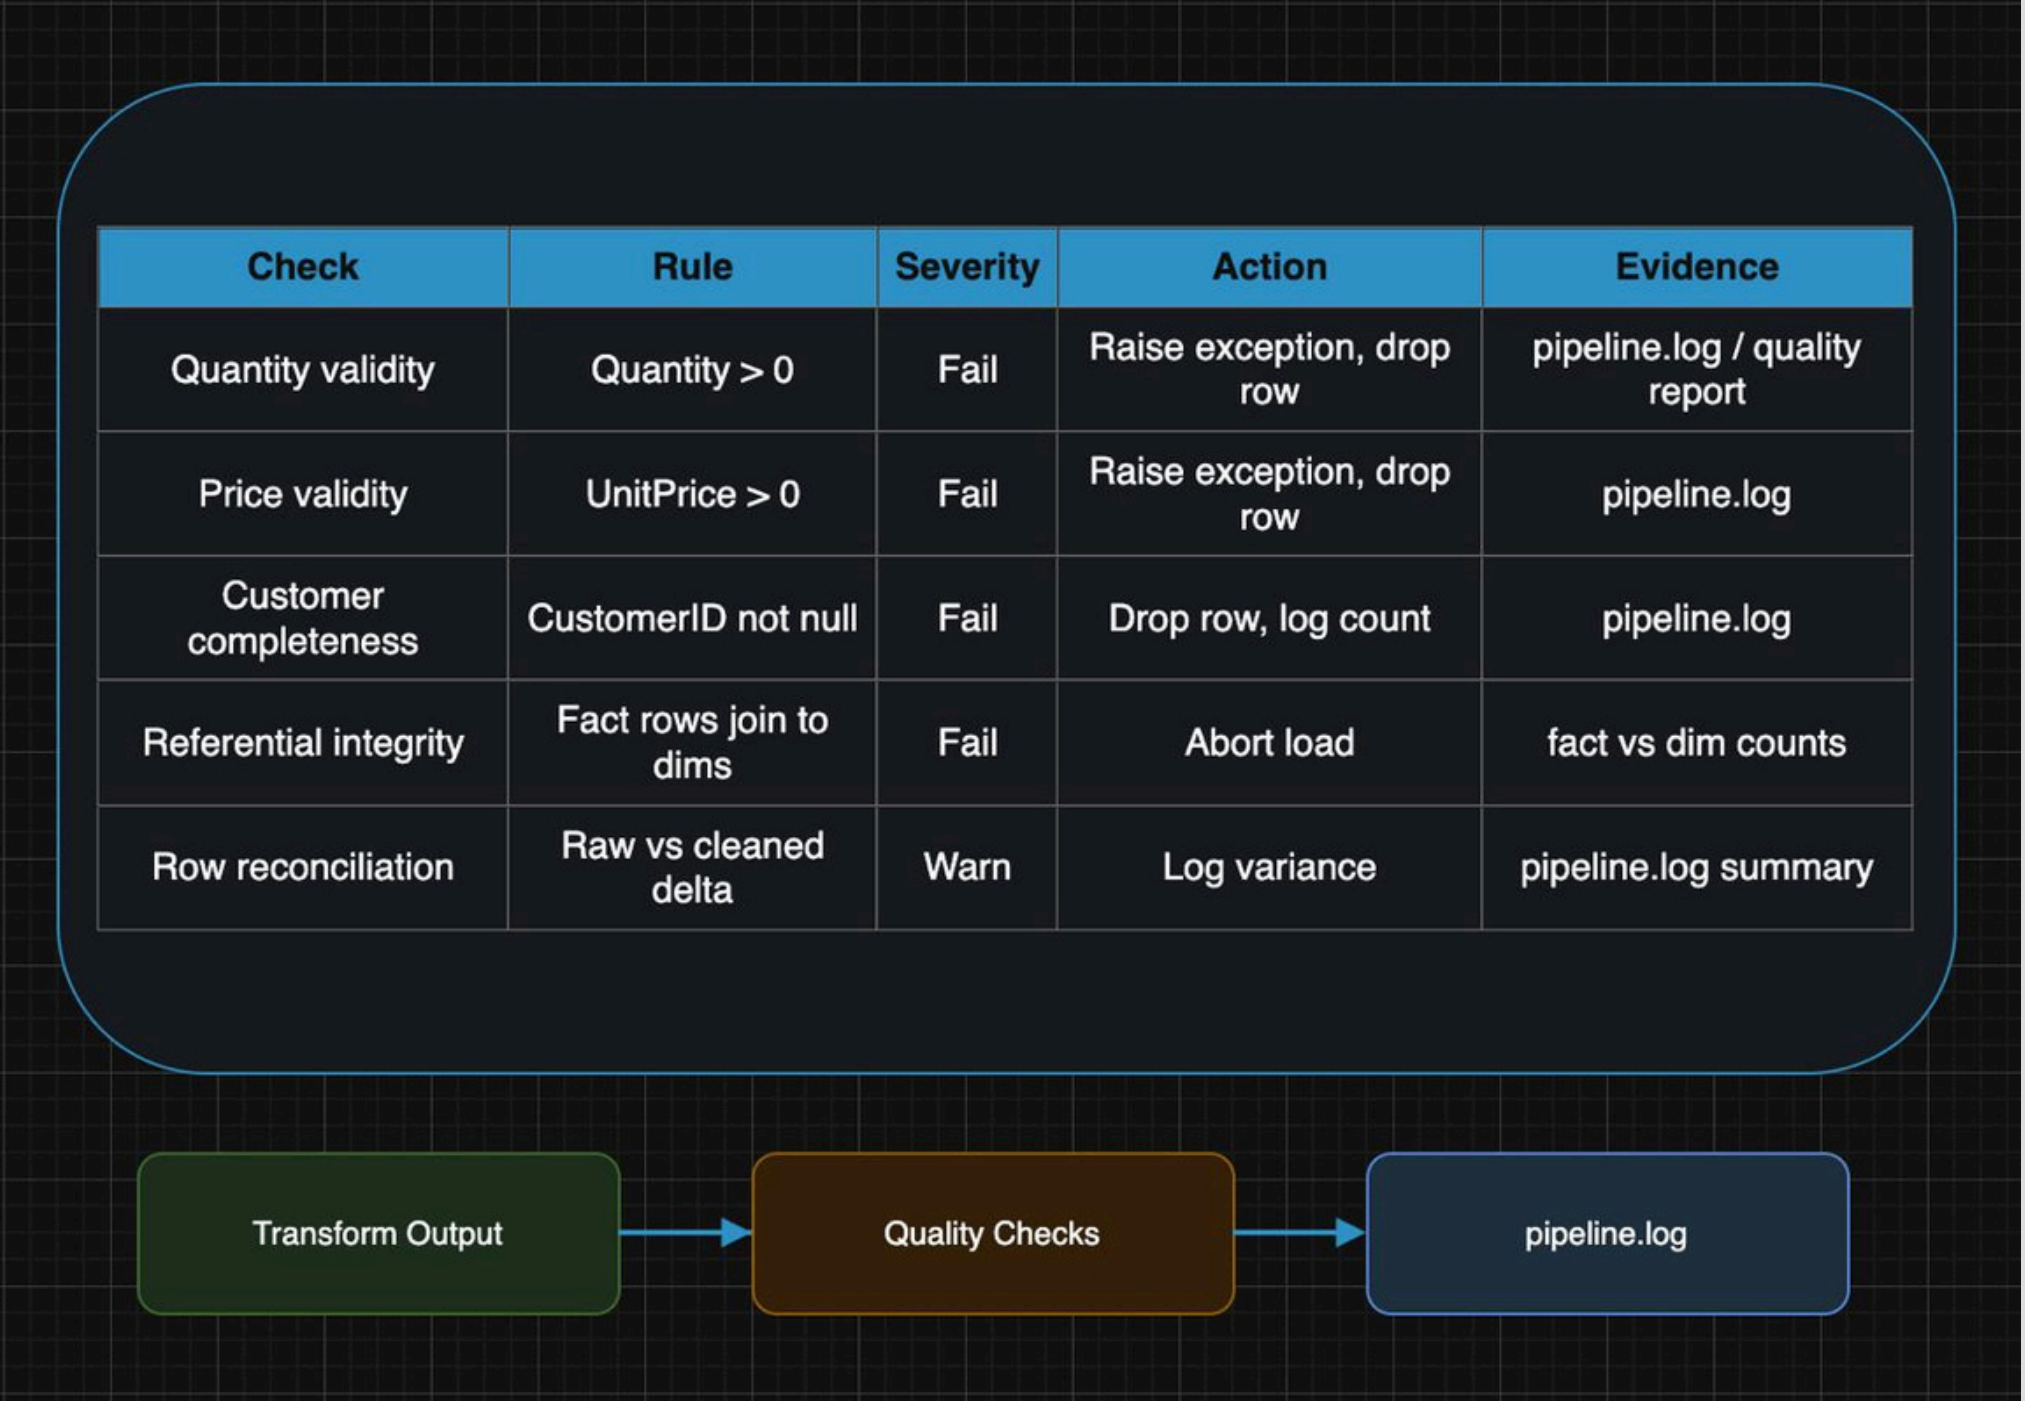 Check Rule Severity Action Evidence
Quantity validity Quantity > 0 Fail Raise exception, drop
row pipeline.log / quality
report
Price validity UnitPrice > 0 Fail Raise exception, drop
row pipeline.log
Customer
completeness CustomerID not null Fail Drop row, log count pipeline.log
Referential integrity Fact rows join to
dims Fail Abort load fact vs dim counts
Row reconciliation Raw vs cleaned
delta Warn Log variance pipeline.log summary
Transform Output
Quality Checks
pipeline.log